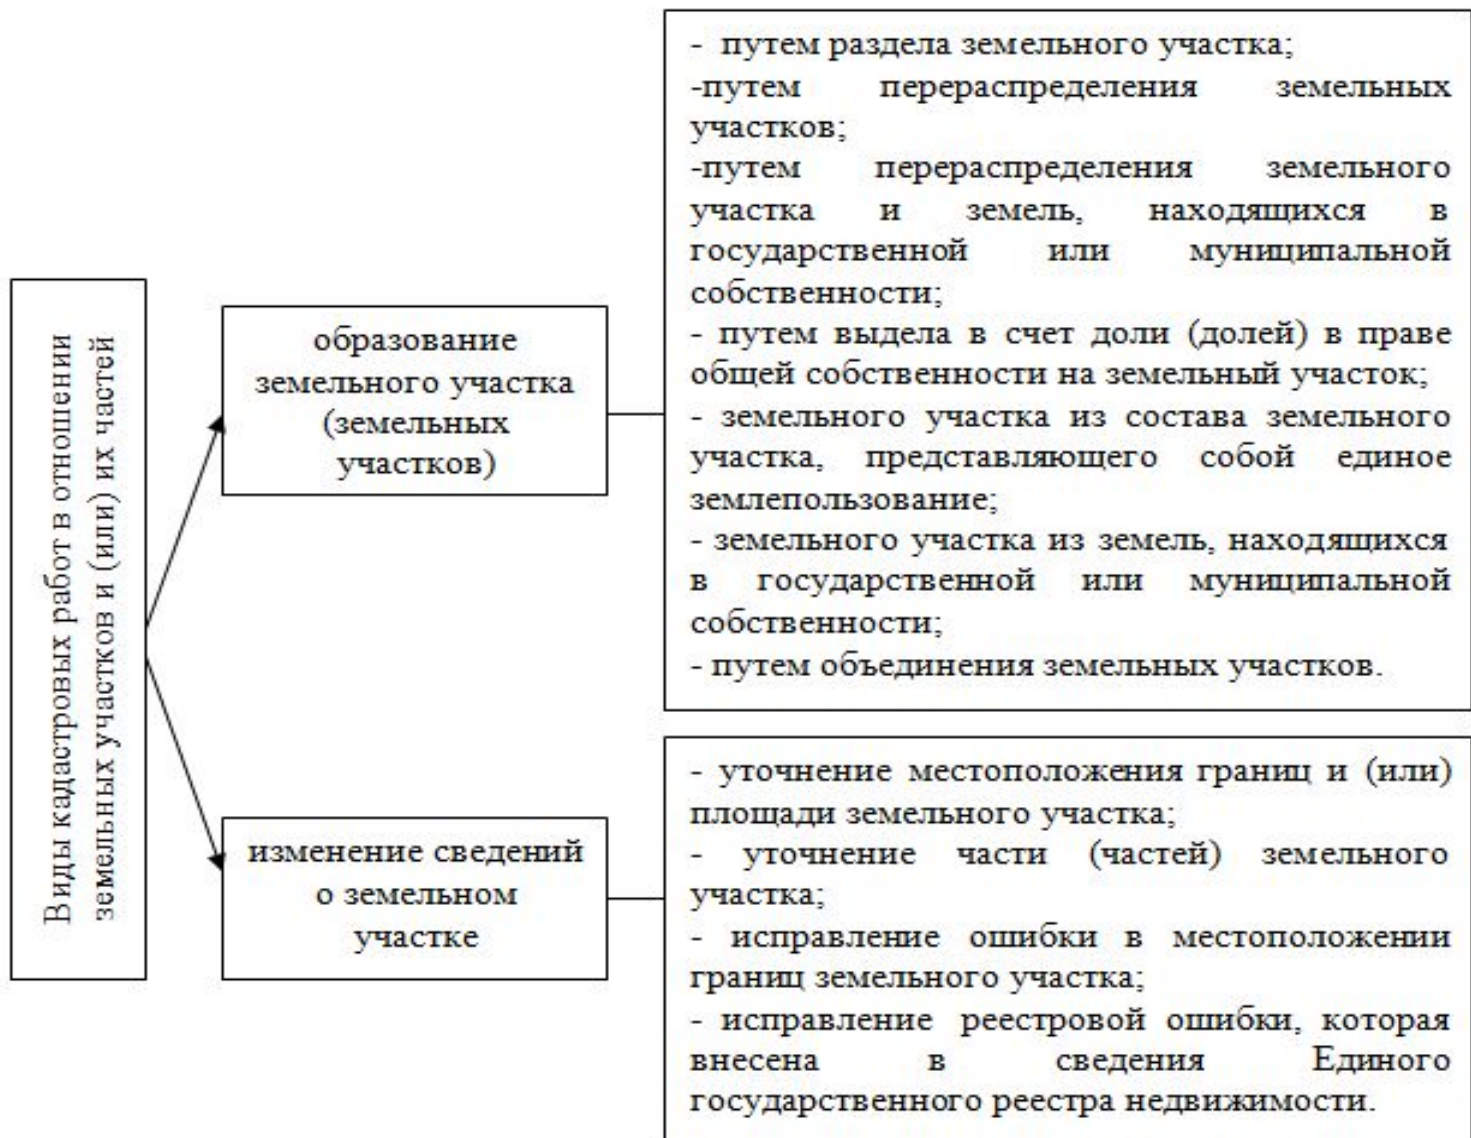 Виды кадастровых работ в отношении
земельных участков и (или) их частей
образование
земельного участка
(земельных
участков)
- путем раздела земельного участка;
-путем перераспределения земельных
участков;
-путем перераспределения земельного
участка и земель, находящихся в
государственной или муниципальной
собственности;
- путем выдела в счет доли (долей) в праве
общей собственности на земельный участок;
- земельного участка из состава земельного
участка, представляющего собой единое
землепользование;
- земельного участка из земель, находящихся
в государственной или муниципальной
собственности;
- путем объединения земельных участков.
изменение сведений
о земельном
участке
- уточнение местоположения границ и (или)
площади земельного участка;
- уточнение части (частей) земельного
участка;
- исправление ошибки в местоположении
границ земельного участка;
- исправление реестровой ошибки, которая
внесена в сведения Единого
государственного реестра недвижимости.